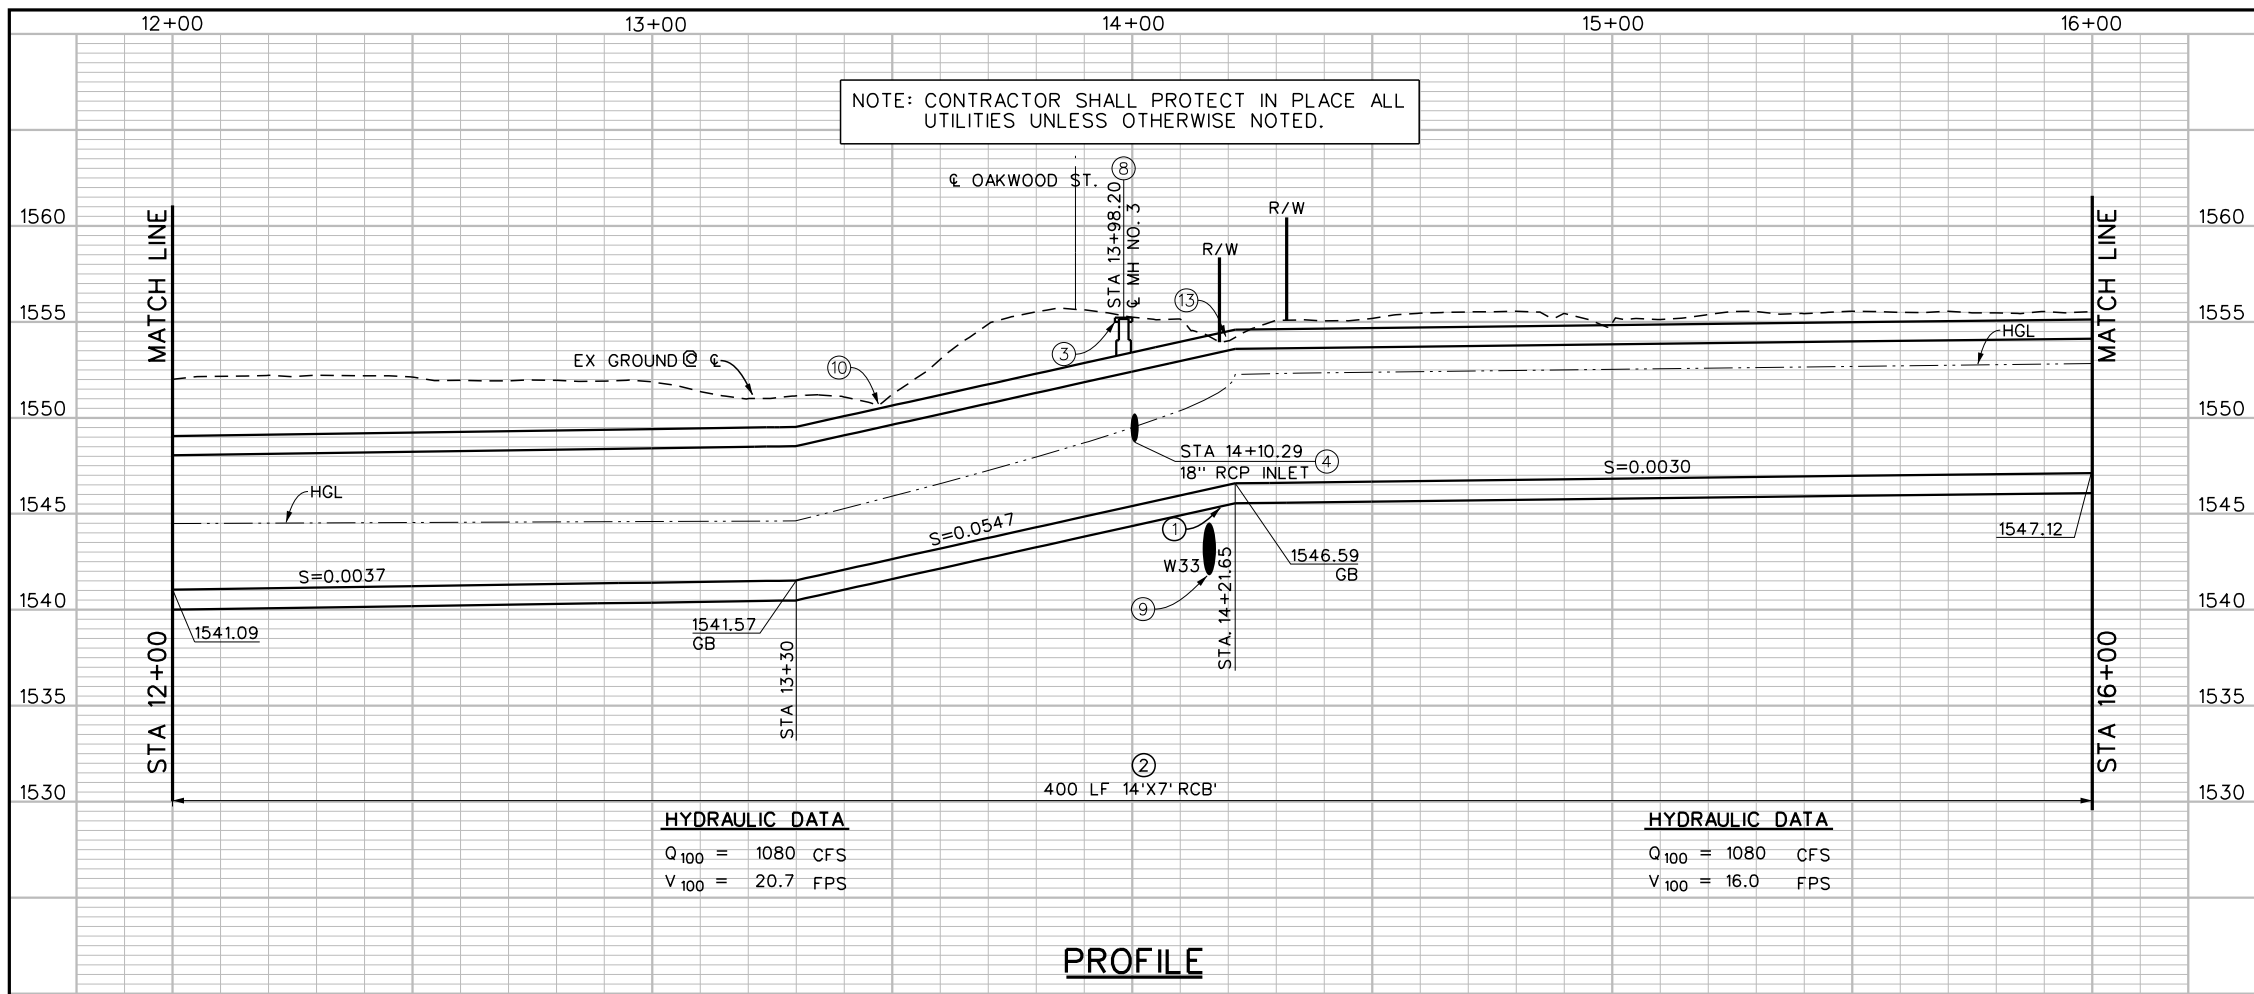 12+00 13+00 14+00 15+00 16+00
NOTE: CONTRACTOR SHALL PROTECT IN PLACE ALL
UTILITIES UNLESS OTHERWISE NOTED.
8
℄ OAKWOOD ST.
STA 13+98.20
℄ MH NO. 3
R/W
R/W
1560
1560
MATCH LINE
MATCH LINE
13
1555
1555
HGL
3
EX GROUND @ ℄
10
1550
1550
STA 14+10.29
18" RCP INLET
4
S=0.0030
HGL
1545
1545
S=0.0547
1
1547.12
1546.59
GB
W33
S=0.0037
STA. 14+21.65
9
1540
1540
1541.09
1541.57
GB
STA 13+30
STA 12+00
STA 16+00
1535
1535
2
400 LF 14'X7' RCB'
1530
1530
HYDRAULIC DATA
Q100 = 1080 CFS
V100 = 20.7 FPS
HYDRAULIC DATA
Q100 = 1080 CFS
V100 = 16.0 FPS
PROFILE